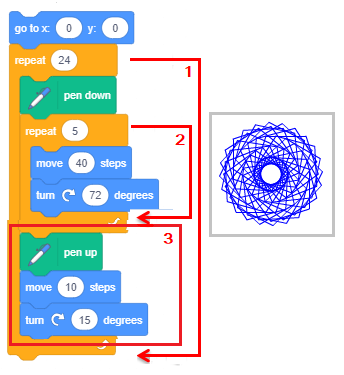 go to x: 0 y: 0
repeat 24
1
pen down
repeat 5
2
move 40 steps
turn 72 degrees
3
pen up
move 10 steps
turn 15 degrees